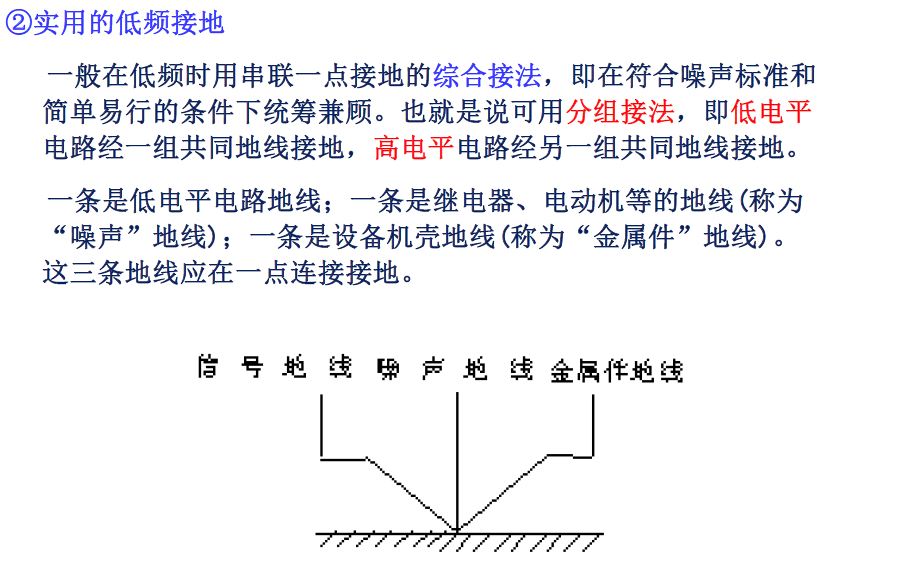 ②实用的低频接地
一般在低频时用串联一点接地的综合接法，即在符合噪声标准和
简单易行的条件下统筹兼顾。也就是说可用分组接法，即低电平
电路经一组共同地线接地，高电平电路经另一组共同地线接地。
一条是低电平电路地线；一条是继电器、电动机等的地线(称为
“噪声”地线)；一条是设备机壳地线(称为“金属件”地线)。
这三条地线应在一点连接接地。
信号地线 噪声地线 金属件地线